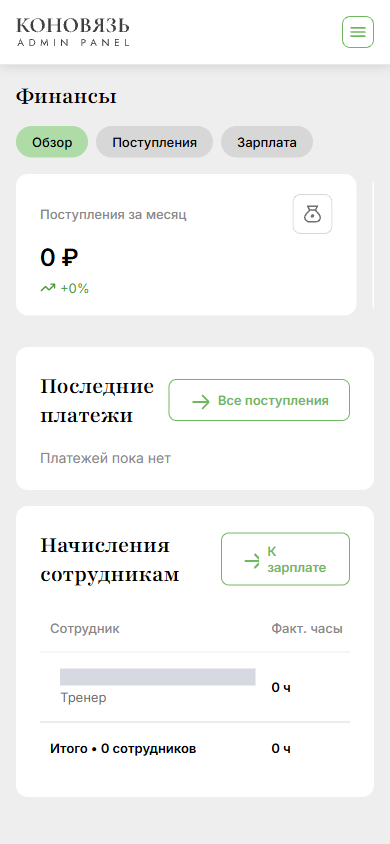 КОНОВЯЗЬ
ADMIN PANEL
Финансы
Обзор
Поступления
Зарплата
Поступления за месяц
0 ₽
+0%
Последние
платежи
Все поступления
Платежей пока нет
Начисления
сотрудникам
К
зарплате
Сотрудник
Факт. часы
Тренер
0 ч
Итого • 0 сотрудников
0 ч